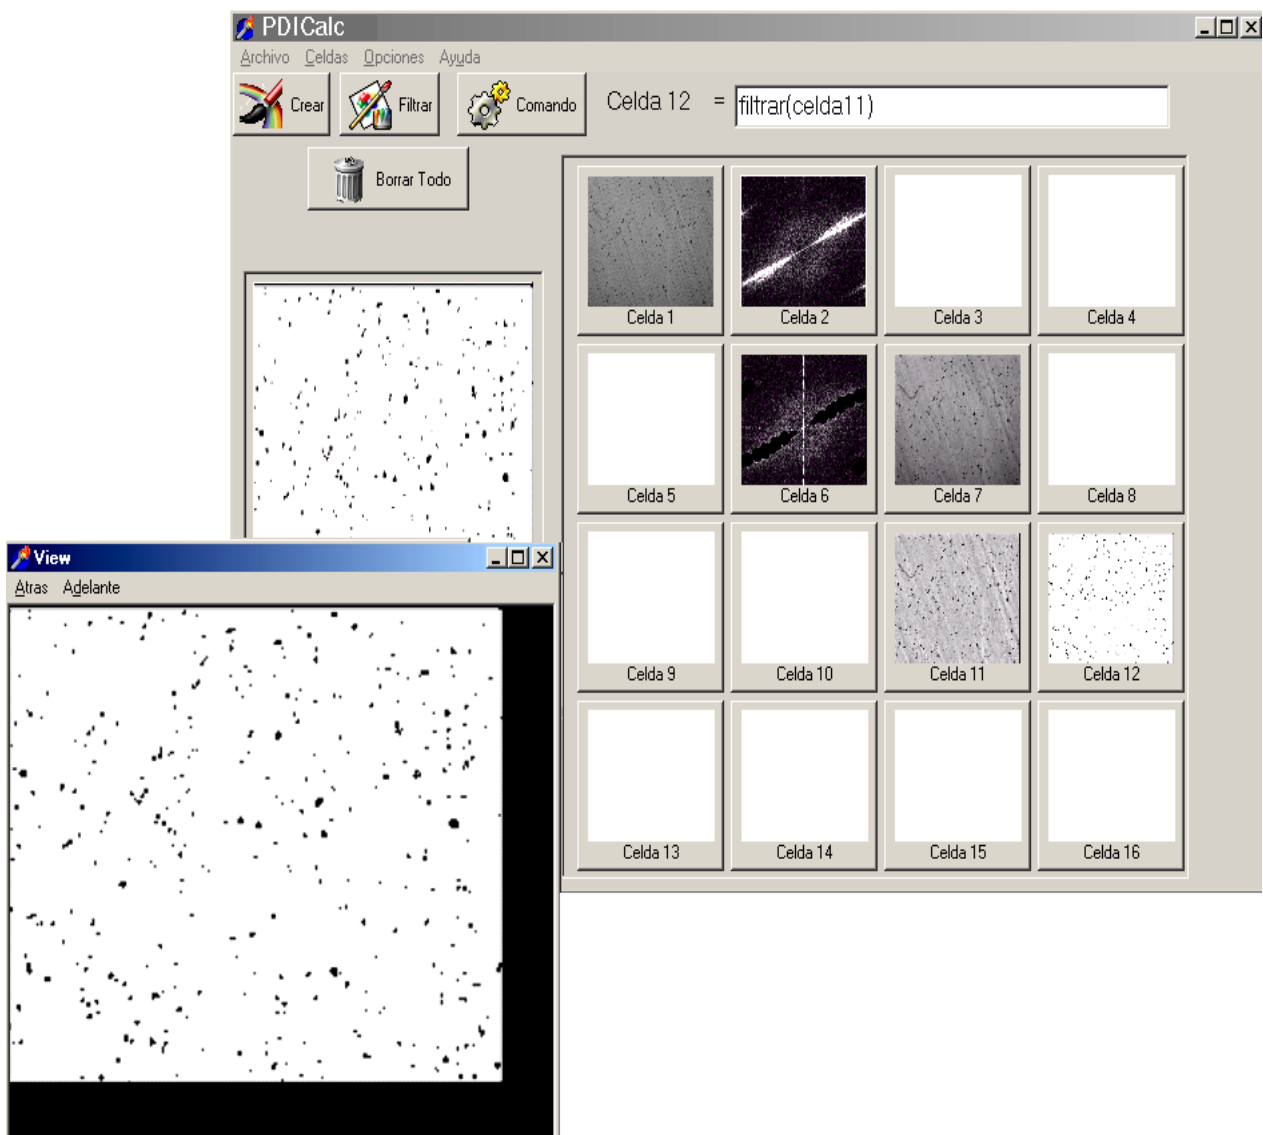 PDICalc
Archivo Celdas Opciones Ayuda
Crear Filtrar Comando Celda 12 = filtrar(celda11)
Borrar Todo
Celda 1 Celda 2 Celda 3 Celda 4
Celda 5 Celda 6 Celda 7 Celda 8
View
Atras Adelante
Celda 9 Celda 10 Celda 11 Celda 12
Celda 13 Celda 14 Celda 15 Celda 16